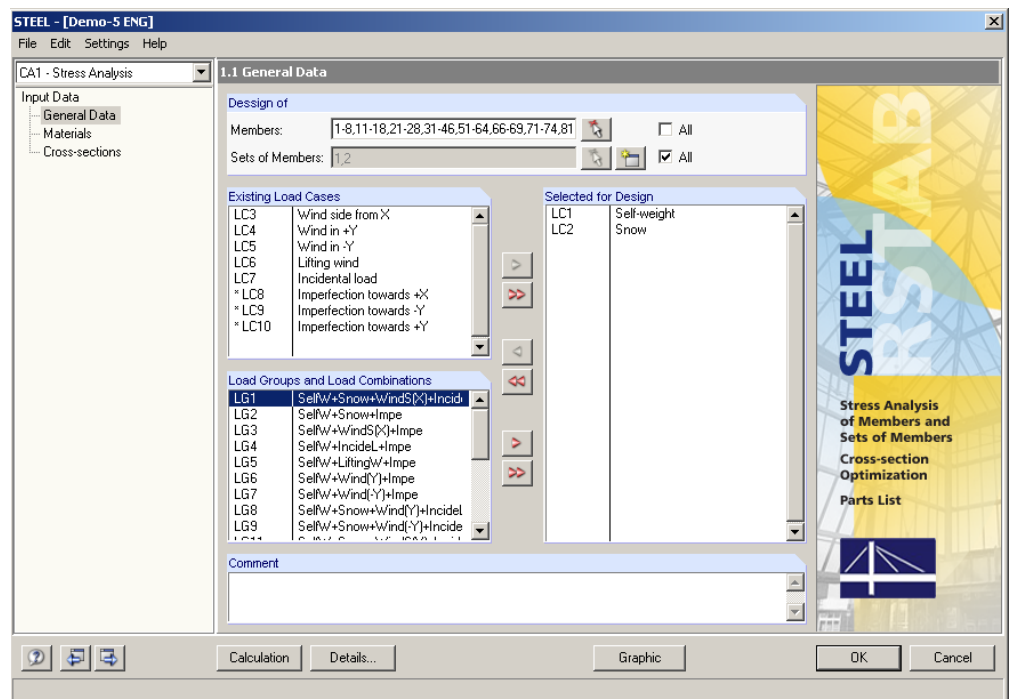 STEEL - [Demo-5 ENG]
File Edit Settings Help
CA1 - Stress Analysis
Input Data
General Data
Materials
Cross-sections
1.1 General Data
Dessign of
Members: 1-8,11-18,21-28,31-46,51-64,66-69,71-74,81 All
Sets of Members: 1,2 All
Existing Load Cases
LC3 Wind side from X
LC4 Wind in +Y
LC5 Wind in -Y
LC6 Lifting wind
LC7 Incidental load
* LC8 Imperfection towards +X
* LC9 Imperfection towards -Y
* LC10 Imperfection towards +Y
Load Groups and Load Combinations
LG1 SelfW+Snow+WindS(X)+Incide
LG2 SelfW+Snow+Impe
LG3 SelfW+WindS(X)+Impe
LG4 SelfW+IncideL+Impe
LG5 SelfW+LiftingW+Impe
LG6 SelfW+Wind(Y)+Impe
LG7 SelfW+Wind(-Y)+Impe
LG8 SelfW+Snow+Wind(Y)+IncideL
LG9 SelfW+Snow+Wind(-Y)+Incide
Selected for Design
LC1 Self-weight
LC2 Snow
Comment
STEEL
RSTAB
Stress Analysis
of Members and
Sets of Members
Cross-section
Optimization
Parts List
Calculation Details... Graphic OK Cancel